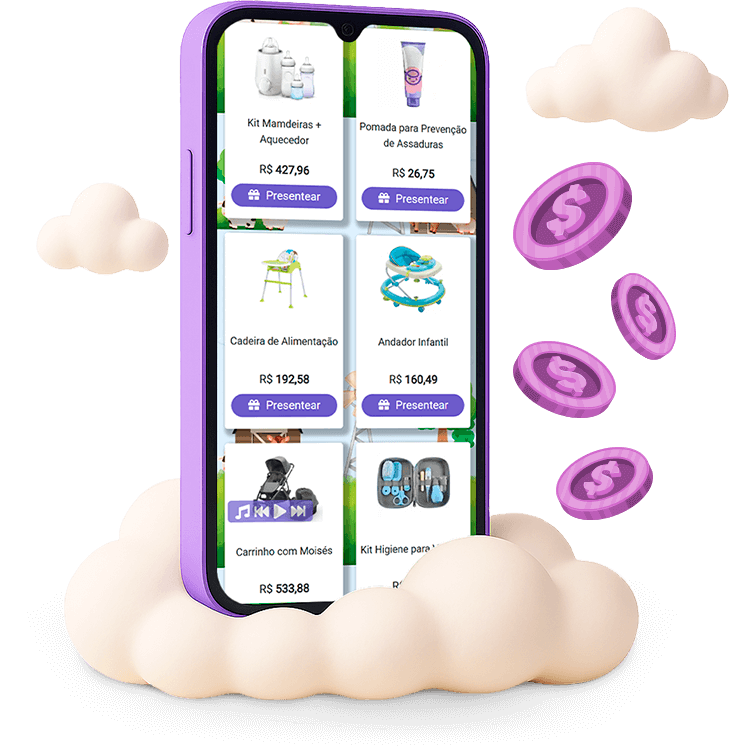 Kit Mamdeiras +
Aquecedor
R$ 427,96
Presentear
Pomada para Prevenção
de Assaduras
R$ 26,75
Presentear
Cadeira de Alimentação
R$ 192,58
Presentear
Andador Infantil
R$ 160,49
Presentear
Carrinho com Moisés
R$ 533,88
Kit Higiene para
$
$
$
$